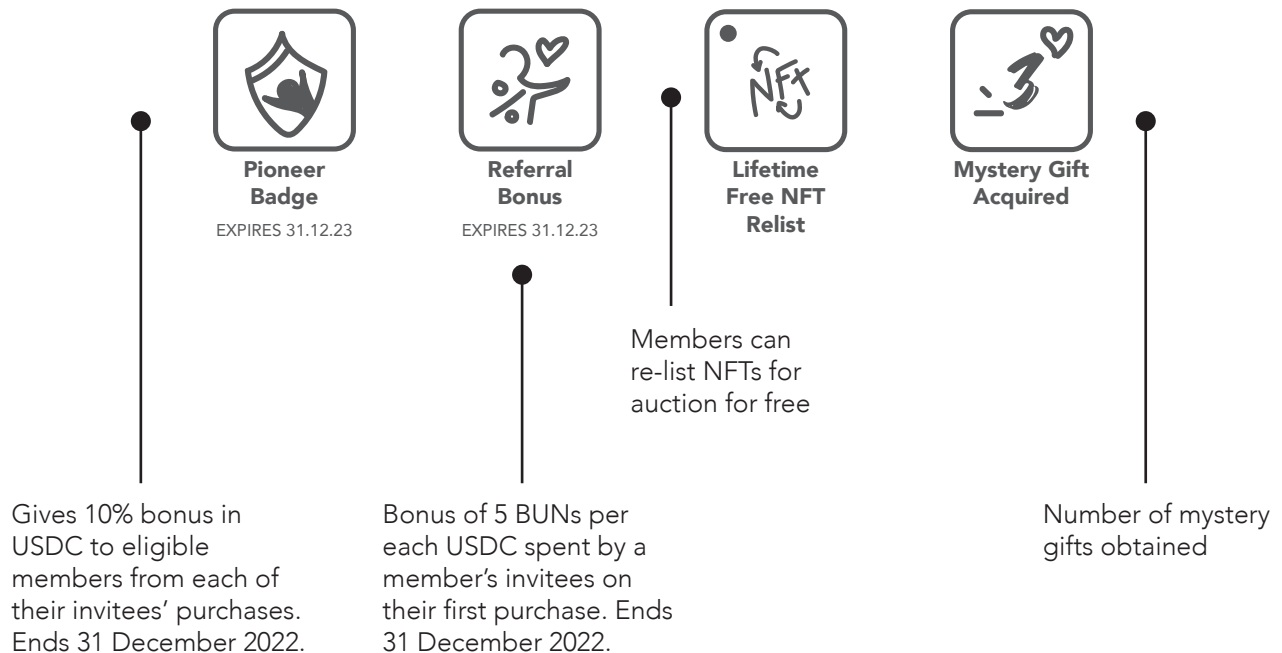 NFT
3
Pioneer
Badge
EXPIRES 31.12.23
Referral
Bonus
EXPIRES 31.12.23
Lifetime
Free NFT
Relist
Mystery Gift
Acquired
Members can
re-list NFTs for
auction for free
Gives 10% bonus in
USDC to eligible
members from each of
their invitees’ purchases.
Ends 31 December 2022.
Bonus of 5 BUNs per
each USDC spent by a
member’s invitees on
their first purchase. Ends
31 December 2022.
Number of mystery
gifts obtained